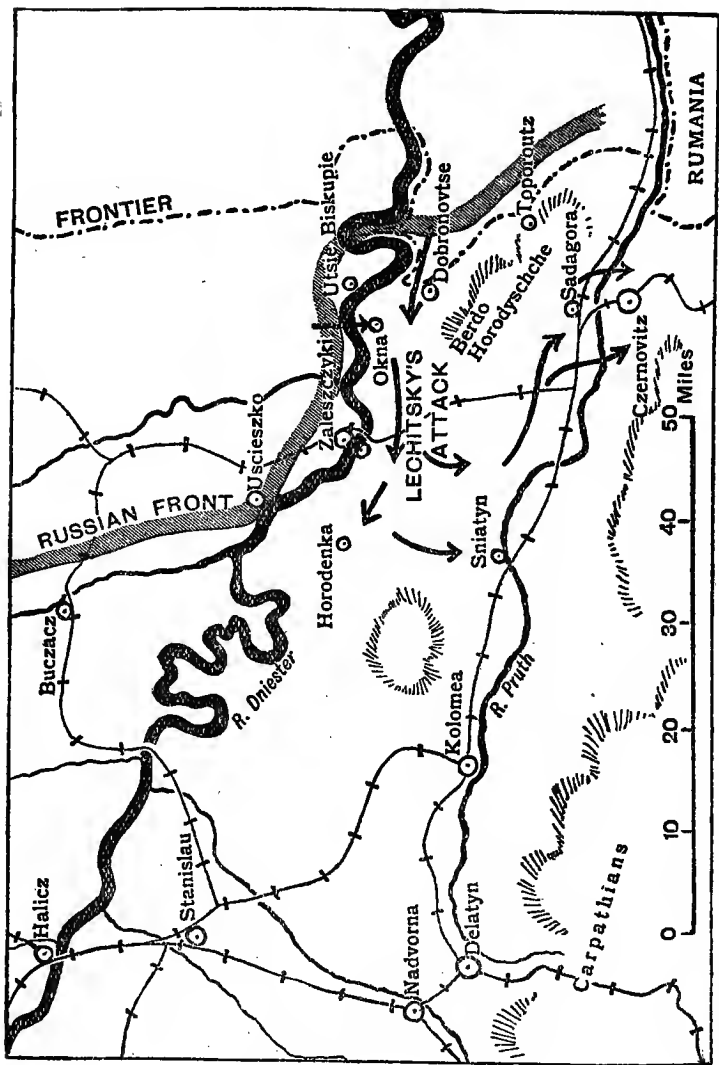 FRONTIER
Halicz
Buczacz
RUSSIAN FRONT
Uscieszko
Utsie Biskupie
Stanislau
R. Dniester
Zaleszczyki
Okna
Dobronovtse
Horodenka
LECHITSKY'S
ATTACK
Toporoutz
Berdo
Horodyschche
Nadvorna
Delatyn
Kolomea
Sniatyn
Sadagora
R. Pruth
Czernovitz
RUMANIA
Carpathians
0 10 20 30 40 50 Miles